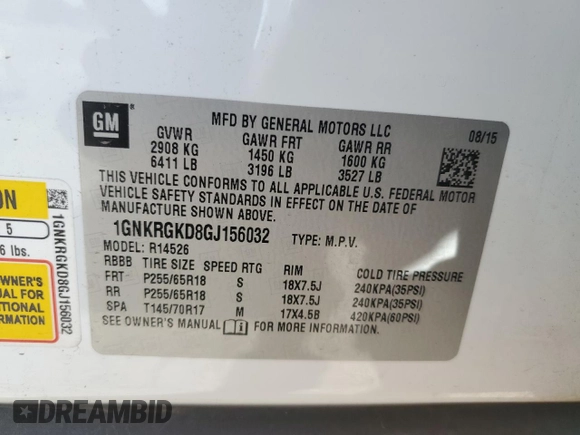 GM
MFD BY GENERAL MOTORS LLC
08/15
GVWR GAWR FRT GAWR RR
2908 KG 1450 KG 1600 KG
6411 LB 3196 LB 3527 LB
THIS VEHICLE CONFORMS TO ALL APPLICABLE U.S. FEDERAL MOTOR
VEHICLE SAFETY STANDARDS IN EFFECT ON THE DATE OF
MANUFACTURE SHOWN ABOVE.
1GNKRGKD8GJ156032 TYPE: M.P.V.
MODEL: R14526
RBBB TIRE SIZE SPEED RTG RIM COLD TIRE PRESSURE
FRT P255/65R18 S 18X7.5J 240KPA(35PSI)
RR P255/65R18 S 18X7.5J 240KPA(35PSI)
SPA T145/70R17 M 17X4.5B 420KPA(60PSI)
SEE OWNER'S MANUAL FOR MORE INFORMATION
ON
5
6 lbs.
OWNER'S
UAL FOR
TIONAL
RMATION
1GNKRGKD8GJ156032
DREAMBID